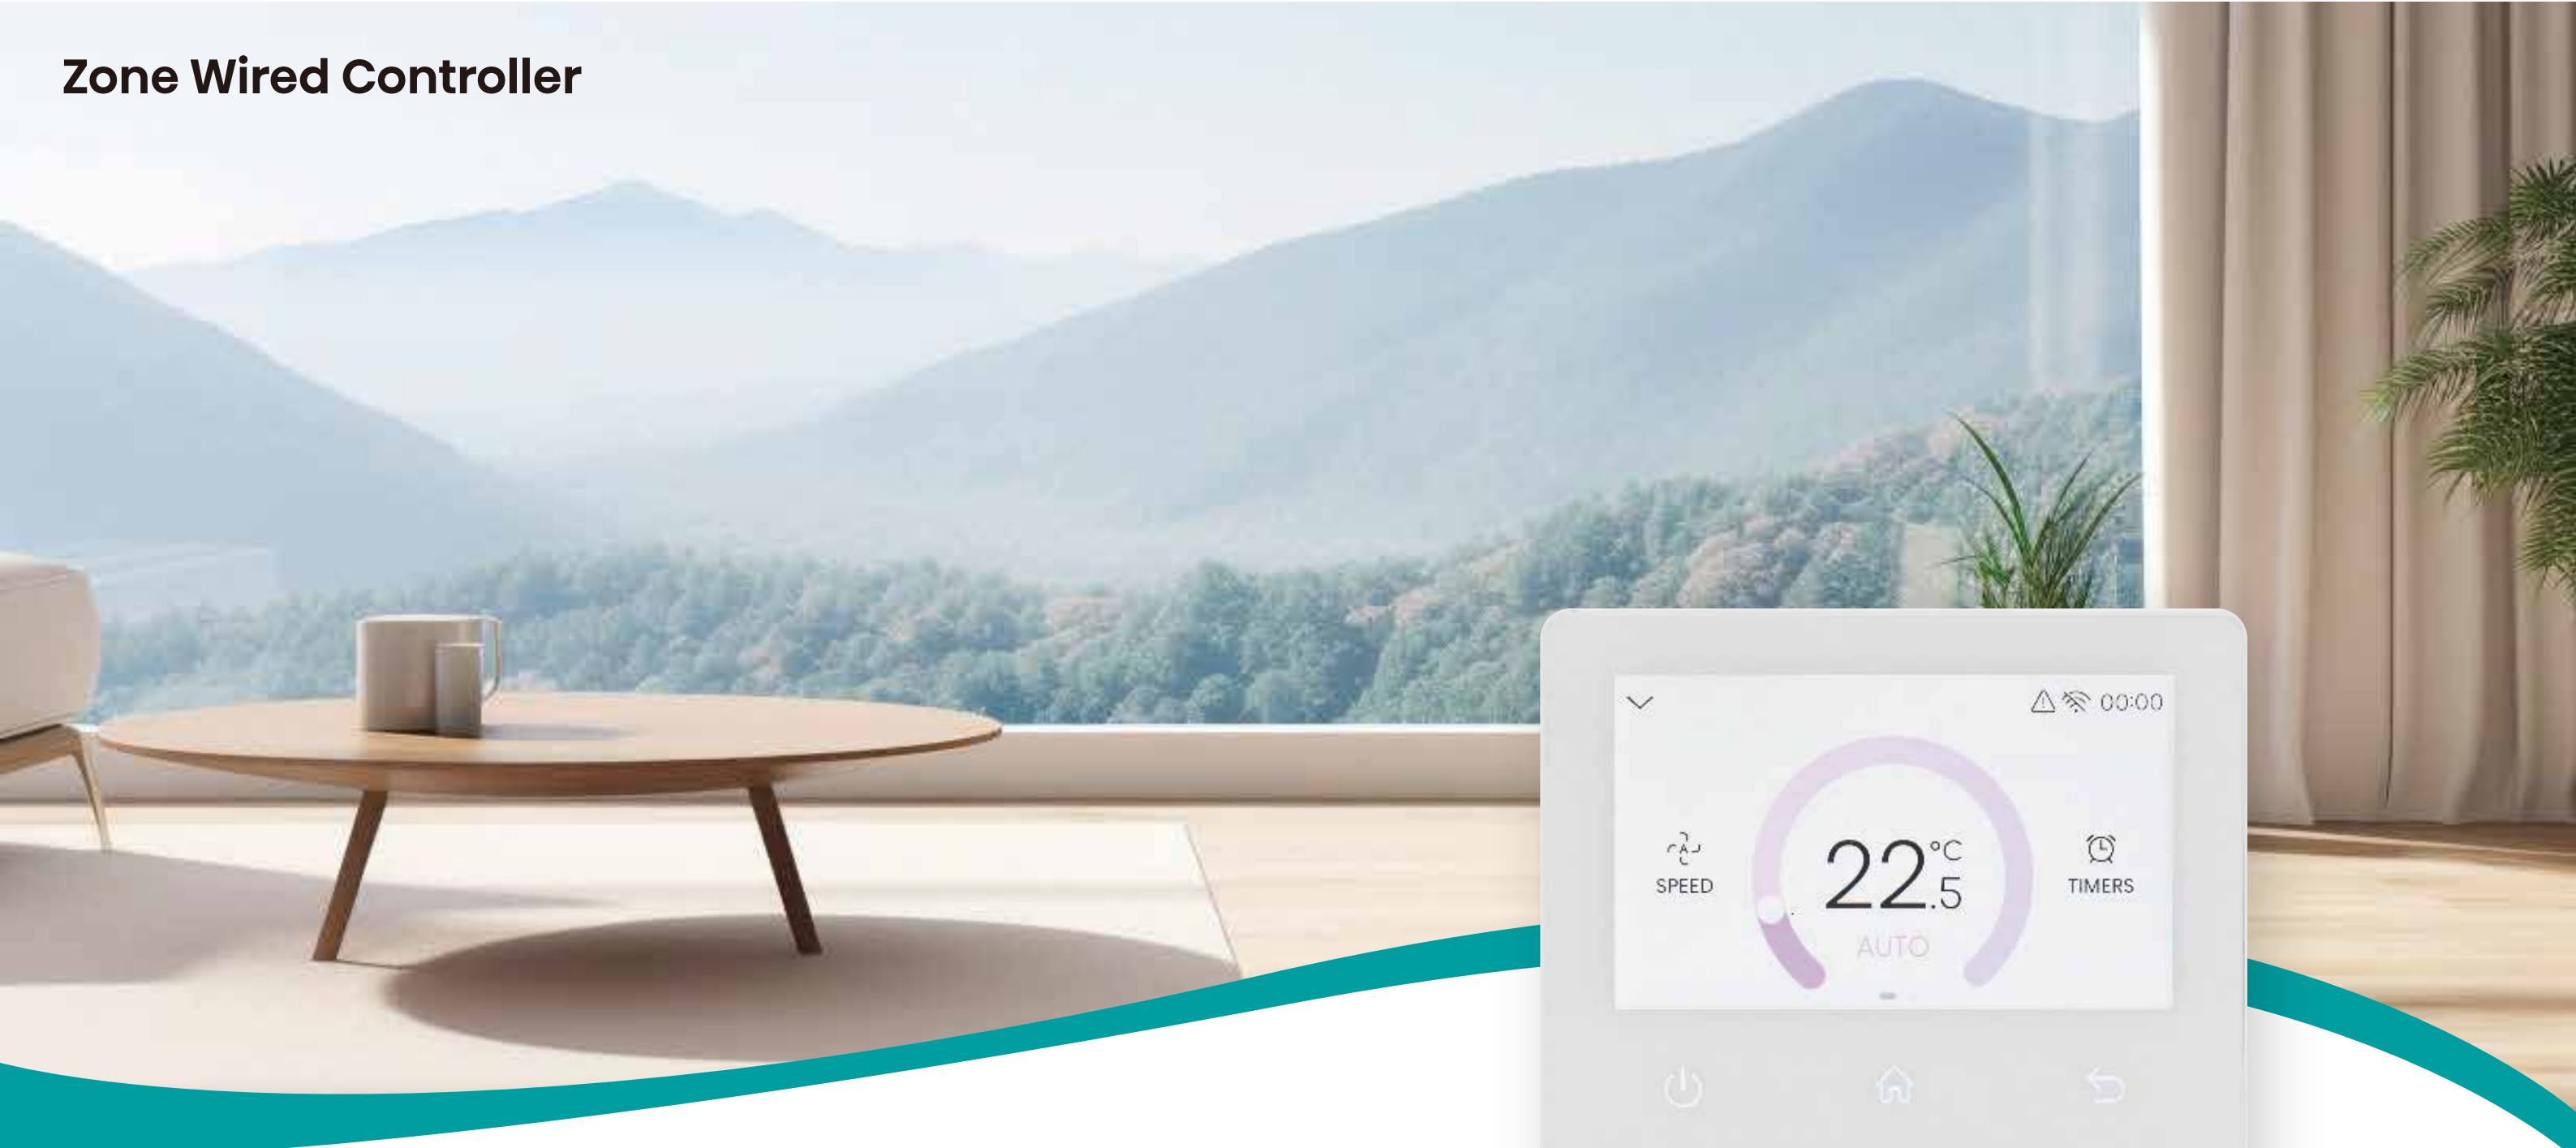 Zone Wired Controller
00:00
SPEED
22.5°C
TIMERS
AUTO